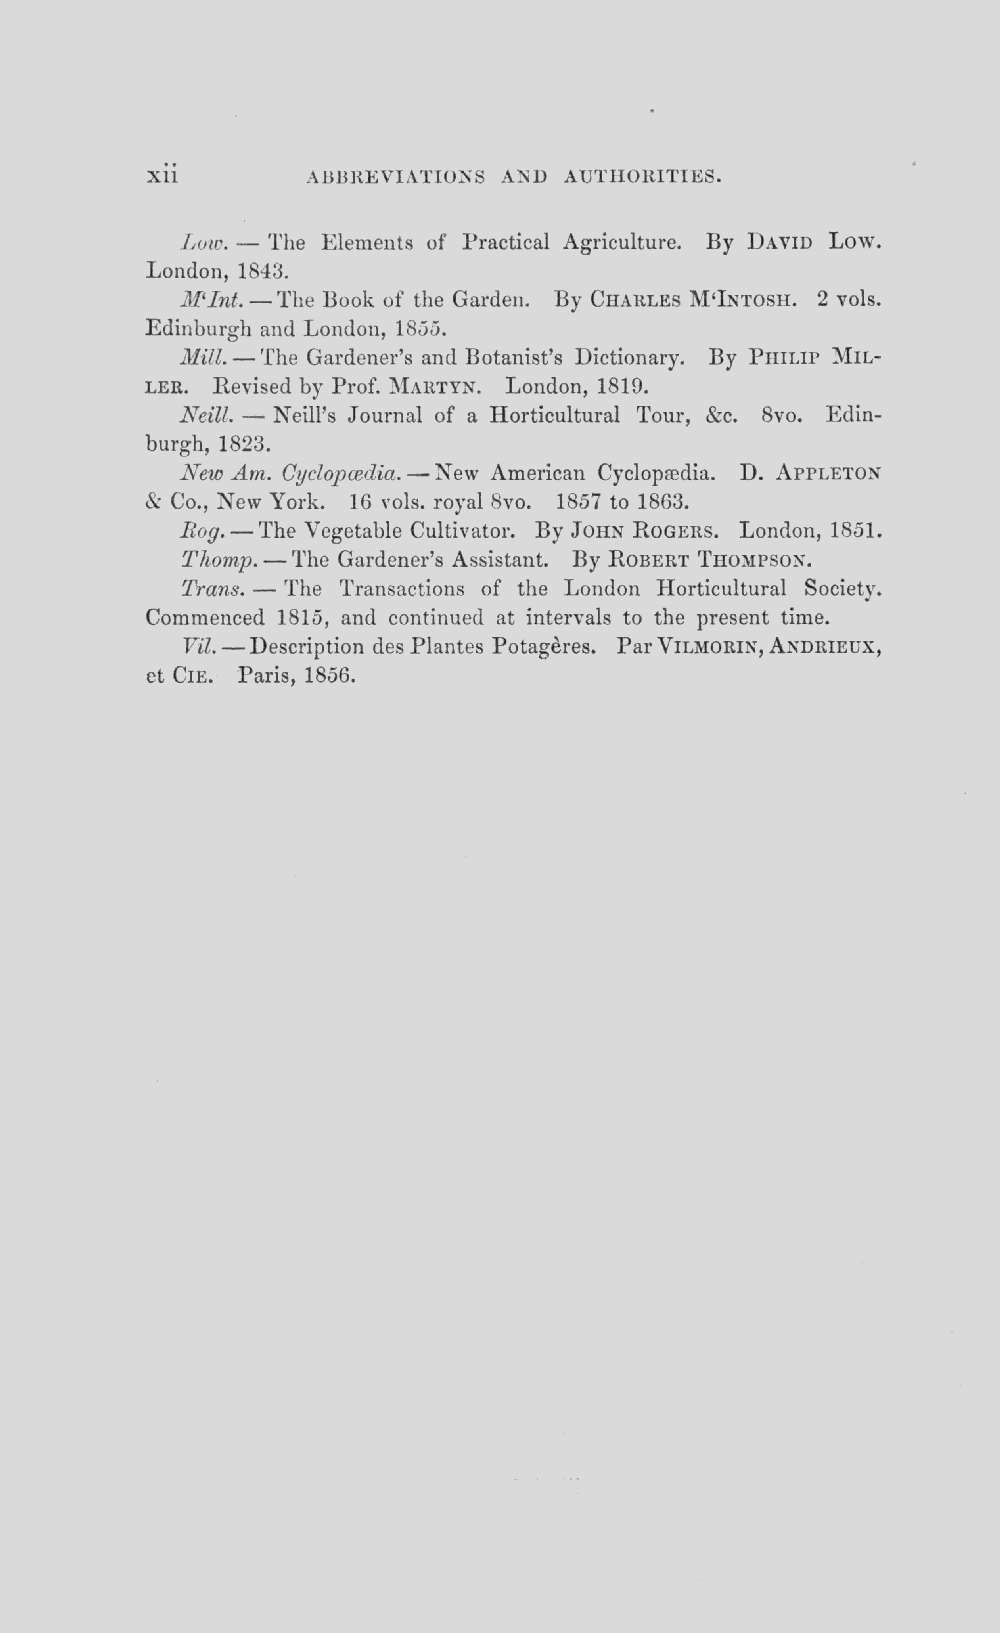 xii ABBREVIATIONS AND AUTHORITIES.
Low. — The Elements of Practical Agriculture. By DAVID LOW.
London, 1843.
M‘Int. — The Book of the Garden. By CHARLES M‘INTOSH. 2 vols.
Edinburgh and London, 1855.
Mill. — The Gardener's and Botanist's Dictionary. By PHILIP MIL-
LER. Revised by Prof. MARTYN. London, 1819.
Neill. — Neill's Journal of a Horticultural Tour, &c. 8vo. Edin-
burgh, 1823.
New Am. Cyclopædia. — New American Cyclopædia. D. APPLETON
& Co., New York. 16 vols. royal 8vo. 1857 to 1863.
Rog. — The Vegetable Cultivator. By JOHN ROGERS. London, 1851.
Thomp. — The Gardener's Assistant. By ROBERT THOMPSON.
Trans. — The Transactions of the London Horticultural Society.
Commenced 1815, and continued at intervals to the present time.
Vil. — Description des Plantes Potagères. Par VILMORIN, ANDRIEUX,
et CIE. Paris, 1856.